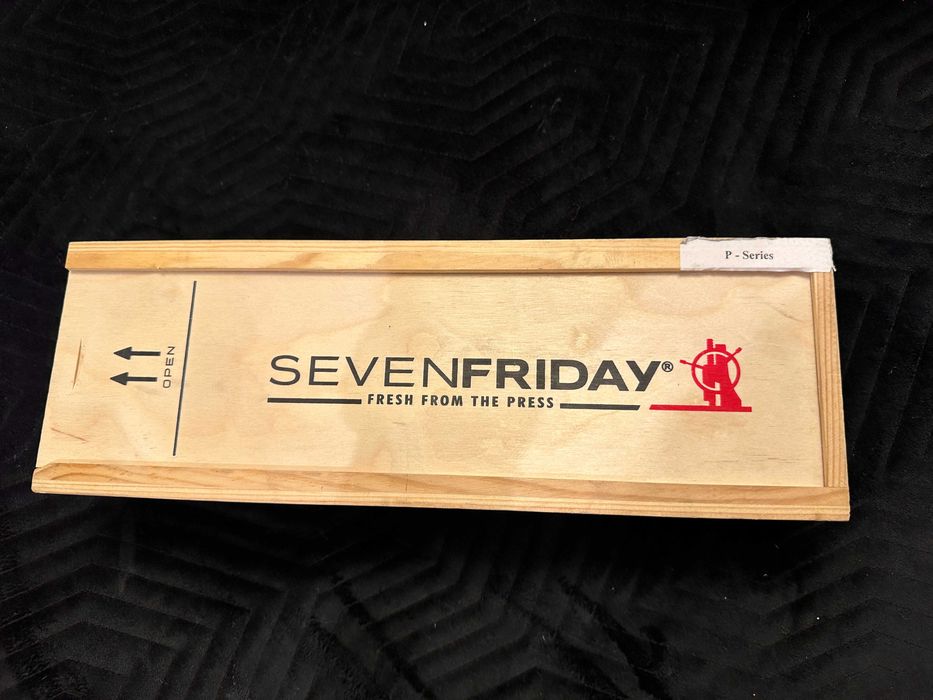 P - Series
OPEN
SEVENFRIDAY®
FRESH FROM THE PRESS